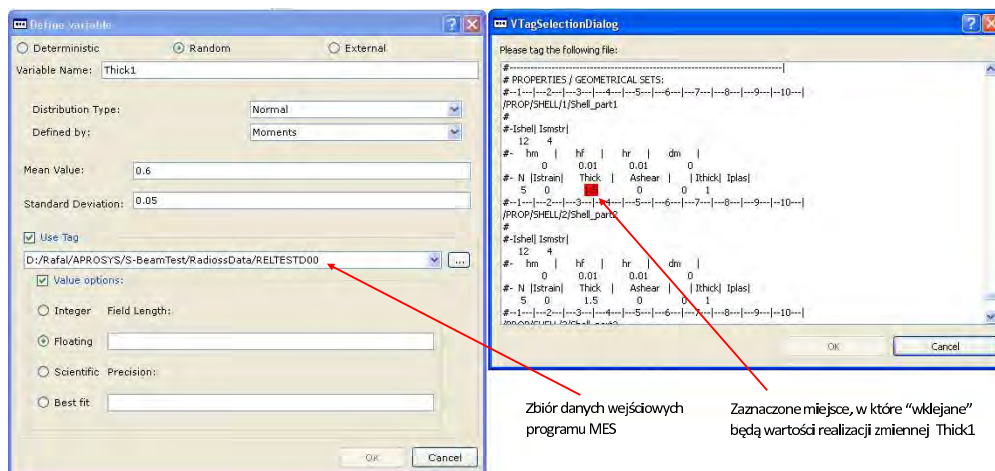 Define variable
Deterministic Random External
Variable Name: Thick1
Distribution Type: Normal
Defined by: Moments
Mean Value: 0.6
Standard Deviation: 0.05
Use Tag
D:/Rafal/APROSYS/S-BeamTest/RadiossData/RELTESTD00 ...
Value options:
Integer Field Length:
Floating
Scientific Precision:
Best fit
OK Cancel
VTagSelectionDialog
Please tag the following file:
#----------------------------------------------------------------------|
# PROPERTIES / GEOMETRICAL SETS:
#--1---|---2---|---3---|---4---|---5---|---6---|---7---|---8---|---9---|--10---|
/PROP/SHELL/1/Shell_part1
#
#-Ishel| Ismstr|
12 4
#- hm | hf | hr | dm |
0 0.01 0.01 0
#- N |Istrain| Thick | Ashear | |Ithick| Iplas|
5 0 1.5 0 0 1
#--1---|---2---|---3---|---4---|---5---|---6---|---7---|---8---|---9---|--10---|
/PROP/SHELL/2/Shell_part2
#
#-Ishel| Ismstr|
12 4
#- hm | hf | hr | dm |
0 0.01 0.01 0
#- N |Istrain| Thick | Ashear | |Ithick| Iplas|
5 0 1.5 0 0 1
#--1---|---2---|---3---|---4---|---5---|---6---|---7---|---8---|---9---|--10---|
OK Cancel
Zbiór danych wejściowych
programu MES
Zaznaczone miejsce, w które "wklejane"
będą wartości realizacji zmiennej Thick1